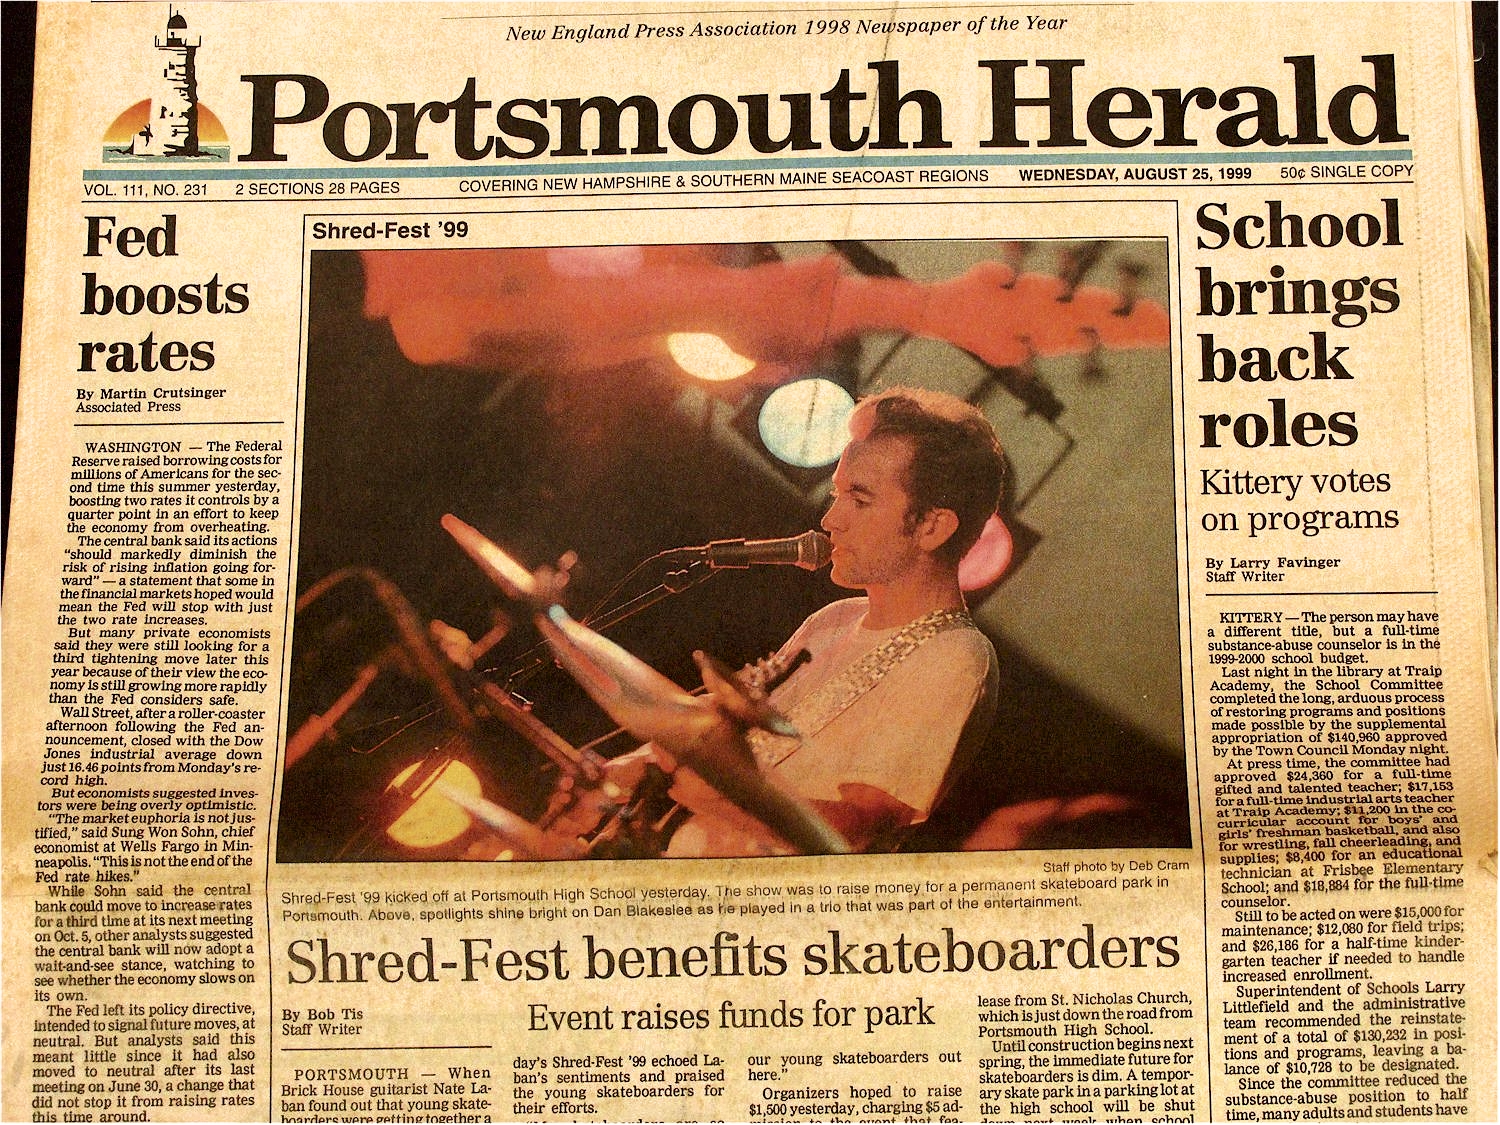 New England Press Association 1998 Newspaper of the Year
Portsmouth Herald
VOL. 111, NO. 231 2 SECTIONS 28 PAGES COVERING NEW HAMPSHIRE & SOUTHERN MAINE SEACOAST REGIONS WEDNESDAY, AUGUST 25, 1999 50¢ SINGLE COPY
Fed
boosts
rates
By Martin Crutsinger
Associated Press
WASHINGTON — The Federal
Reserve raised borrowing costs for
millions of Americans for the sec-
ond time this summer yesterday,
boosting two rates it controls by a
quarter point in an effort to keep
the economy from overheating.
The central bank said its actions
"should markedly diminish the
risk of rising inflation going for-
ward" — a statement that some in
the financial markets hoped would
mean the Fed will stop with just
the two rate increases.
But many private economists
said they were still looking for a
third tightening move later this
year because of their view the eco-
nomy is still growing more rapidly
than the Fed considers safe.
Wall Street, after a roller-coaster
afternoon following the Fed an-
nouncement, closed with the Dow
Jones industrial average down
just 16.46 points from Monday's re-
cord high.
But economists suggested inves-
tors were being overly optimistic.
"The market euphoria is not jus-
tified," said Sung Won Sohn, chief
economist at Wells Fargo in Min-
neapolis. "This is not the end of the
Fed rate hikes."
While Sohn said the central
bank could move to increase rates
for a third time at its next meeting
on Oct. 5, other analysts suggested
the central bank will now adopt a
wait-and-see stance, watching to
see whether the economy slows on
its own.
The Fed left its policy directive,
intended to signal future moves, at
neutral. But analysts said this
meant little since it had also
moved to neutral after its last
meeting on June 30, a change that
did not stop it from raising rates
this time around.
Shred-Fest '99
Staff photo by Deb Cram
Shred-Fest '99 kicked off at Portsmouth High School yesterday. The show was to raise money for a permanent skateboard park in
Portsmouth. Above, spotlights shine bright on Dan Blakeslee as he played in a trio that was part of the entertainment.
Shred-Fest benefits skateboarders
Event raises funds for park
By Bob Tis
Staff Writer
PORTSMOUTH — When
Brick House guitarist Nate La-
ban found out that young skate-
boarders were getting together a
day's Shred-Fest '99 echoed La-
ban's sentiments and praised
the young skateboarders for
their efforts.
our young skateboarders out
here."
Organizers hoped to raise
$1,500 yesterday, charging $5 ad-
mission to the event that fea-
lease from St. Nicholas Church,
which is just down the road from
Portsmouth High School.
Until construction begins next
spring, the immediate future for
skateboarders is dim. A tempor-
ary skate park in a parking lot at
the high school will be shut
down next week when school
School
brings
back
roles
Kittery votes
on programs
By Larry Favinger
Staff Writer
KITTERY — The person may have
a different title, but a full-time
substance-abuse counselor is in the
1999-2000 school budget.
Last night in the library at Traip
Academy, the School Committee
completed the long, arduous process
of restoring programs and positions
made possible by the supplemental
appropriation of $140,960 approved
by the Town Council Monday night.
At press time, the committee had
approved $24,360 for a full-time
gifted and talented teacher; $17,153
for a full-time industrial arts teacher
at Traip Academy; $11,200 in the co-
curricular account for boys' and
girls' freshman basketball, and also
for wrestling, fall cheerleading, and
supplies; $8,400 for an educational
technician at Frisbee Elementary
School; and $18,884 for the full-time
counselor.
Still to be acted on were $15,000 for
maintenance; $12,080 for field trips;
and $26,186 for a half-time kinder-
garten teacher if needed to handle
increased enrollment.
Superintendent of Schools Larry
Littlefield and the administrative
team recommended the reinstate-
ment of a total of $130,232 in posi-
tions and programs, leaving a ba-
lance of $10,728 to be designated.
Since the committee reduced the
substance-abuse position to half
time, many adults and students have